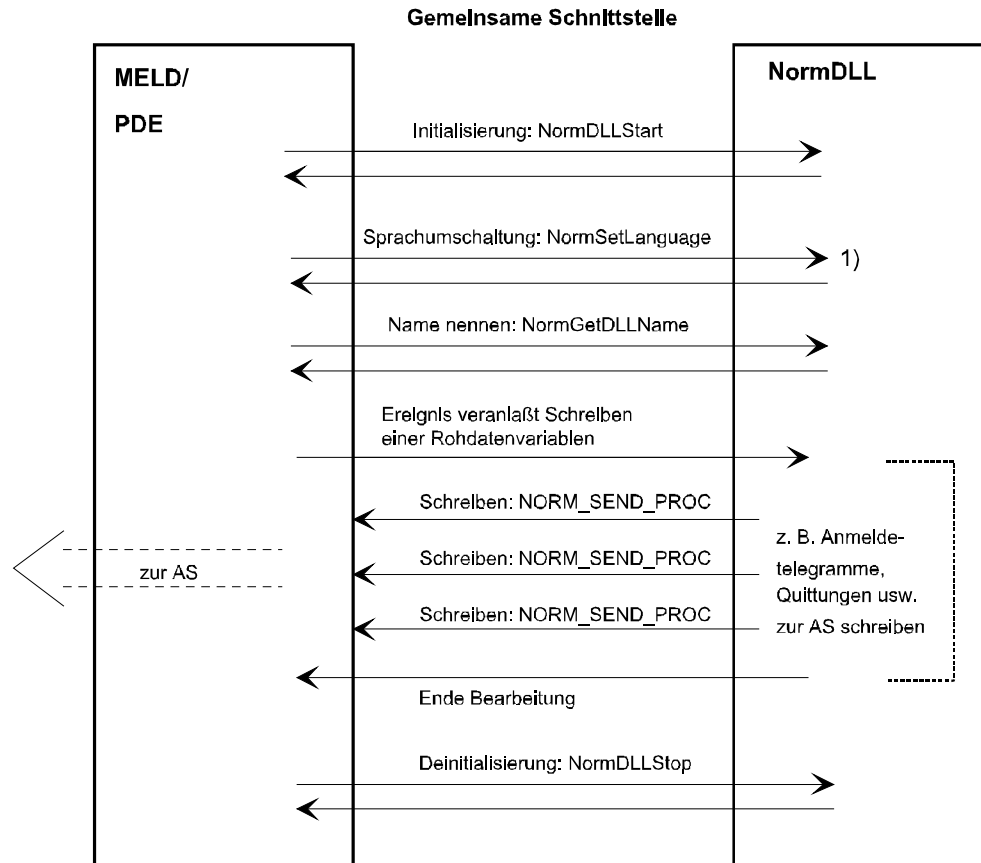 Gemeinsame Schnittstelle
MELD/
PDE
NormDLL
Initialisierung: NormDLLStart
Sprachumschaltung: NormSetLanguage
1)
Name nennen: NormGetDLLName
Ereignis veranlaßt Schreiben
einer Rohdatenvariablen
Schreiben: NORM_SEND_PROC
Schreiben: NORM_SEND_PROC
Schreiben: NORM_SEND_PROC
z. B. Anmelde-
telegramme,
Quittungen usw.
zur AS schreiben
zur AS
Ende Bearbeitung
Deinitialisierung: NormDLLStop